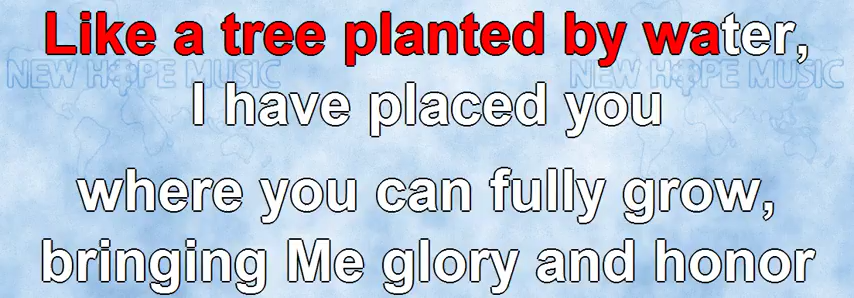 Like a tree planted by water,
NEW HOPE MUSIC NEW HOPE MUSIC
I have placed you
where you can fully grow,
bringing Me glory and honor